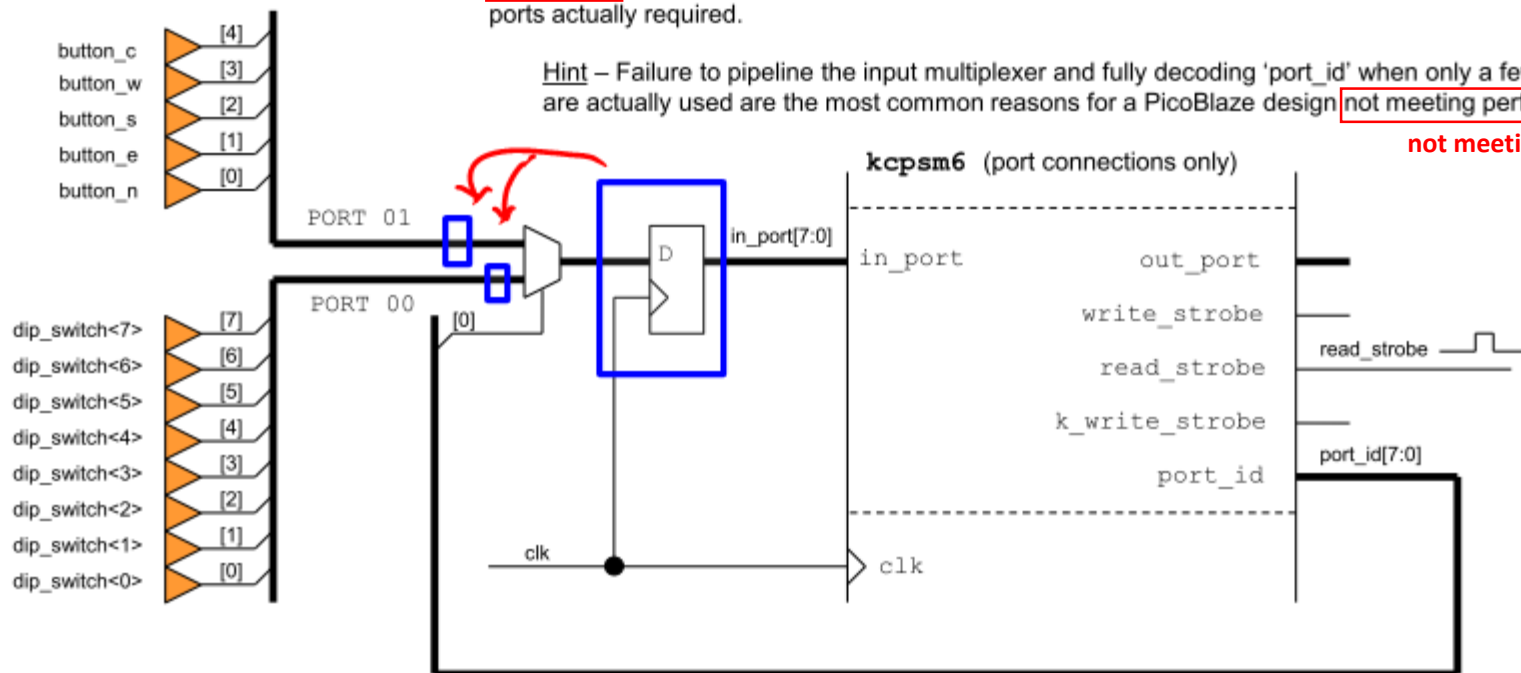 ports actually required.
Hint – Failure to pipeline the input multiplexer and fully decoding 'port_id' when only a fe
are actually used are the most common reasons for a PicoBlaze design not meeting perf
not meeti
kcpsm6 (port connections only)
button_c [4]
button_w [3]
button_s [2]
button_e [1]
button_n [0]
PORT 01
PORT 00
[0]
D
in_port[7:0]
in_port
out_port
write_strobe
read_strobe
read_strobe
k_write_strobe
port_id
port_id[7:0]
dip_switch<7> [7]
dip_switch<6> [6]
dip_switch<5> [5]
dip_switch<4> [4]
dip_switch<3> [3]
dip_switch<2> [2]
dip_switch<1> [1]
dip_switch<0> [0]
clk
clk